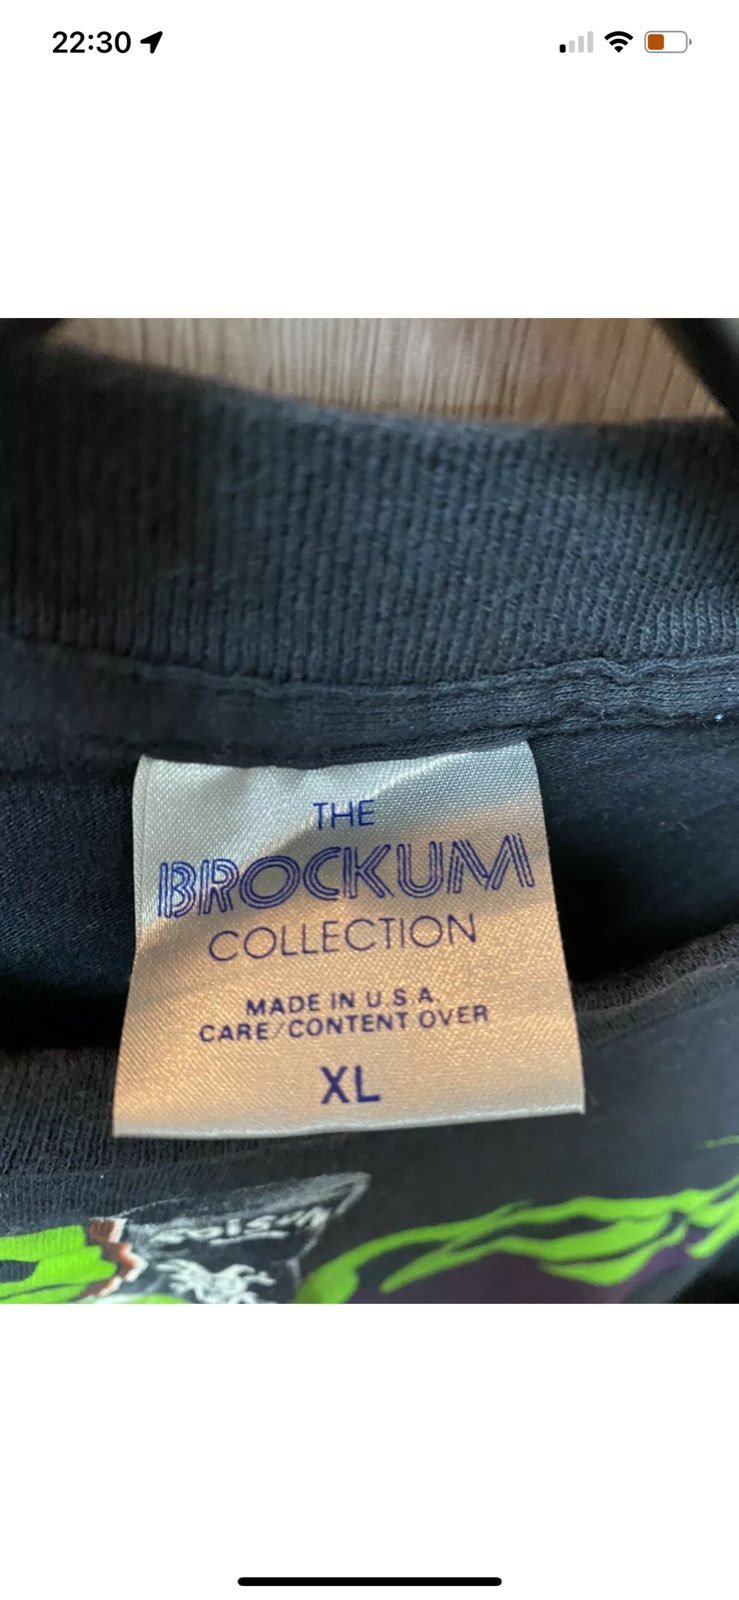 22:30
THE
BROCKUM
COLLECTION
MADE IN U.S.A.
CARE/CONTENT OVER
XL